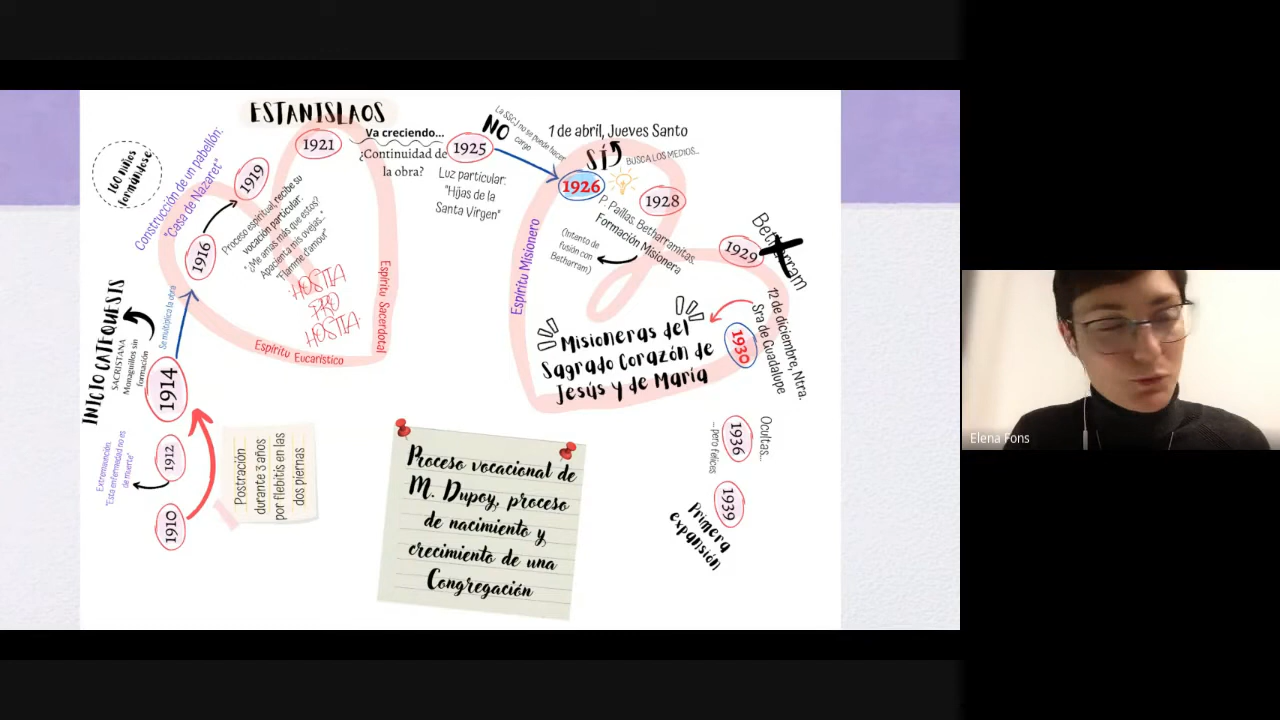 ESTANISLAOS
160 niños
formándose
Construcción de un pabellón:
"Casa de Nazaret"
1919
1921
Va creciendo...
¿Continuidad de
la obra?
1925
Luz particular:
"Hijas de la
Santa Virgen"
NO
La SSCJ no se puede hacer
cargo
1 de abril, Jueves Santo
SÍ
BUSCA LOS MEDIOS...
1926
1928
P. Paillas. Betharramitas.
Formación Misionera
(Intento de
fusión con
Betharram)
1929
Betharram
12 de diciembre, Ntra.
Sra de Guadalupe
1930
Misioneras del
Sagrado Corazón de
Jesús y de María
Espíritu Misionero
1916
Proceso espiritual, recibe su
vocación particular:
"¿Me amas más que estos?
Apacienta mis ovejas..."
HOSTIA
PRO
HOSTIA
Espíritu Sacerdotal
Espíritu Eucarístico
Se multiplica la obra
INICIO CATEQUESIS
SACRISTANA
Monaguillos sin
formación
1914
Extremaunción.
"Esta enfermedad no es
de muerte"
1912
1910
Postración
durante 3 años
por flebitis en las
dos piernas
Proceso vocacional de
M. Dupoy, proceso
de nacimiento y
crecimiento de una
Congregación
1936
Ocultas...
... pero felices
1939
Primera
expansión
Elena Fons